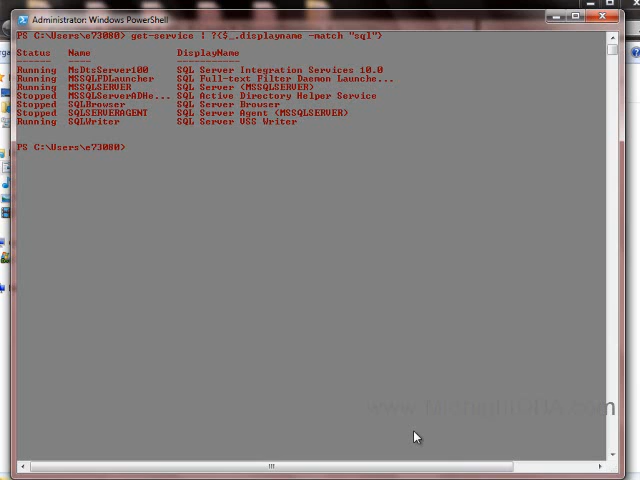 Administrator: Windows PowerShell
PS C:\Users\e73080> get-service | ?{$_.displayname -match "sql"}
Status Name DisplayName
------ ---- -----------
Running MsDtsServer100 SQL Server Integration Services 10.0
Running MSSQLFDLauncher SQL Full-text Filter Daemon Launche...
Running MSSQLSERVER SQL Server (MSSQLSERVER)
Stopped MSSQLServerADHe... SQL Active Directory Helper Service
Stopped SQLBrowser SQL Server Browser
Stopped SQLSERVERAGENT SQL Server Agent (MSSQLSERVER)
Running SQLWriter SQL Server VSS Writer
PS C:\Users\e73080>
www.MidnightDBA.com